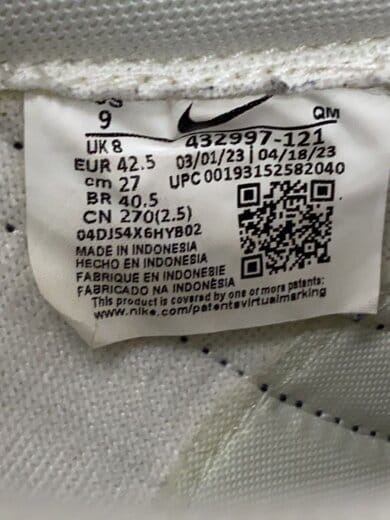 US
9
QM
UK 8
432997-121
EUR 42.5
03/01/23 | 04/18/23
cm 27
UPC 00193152582040
BR 40.5
CN 270(2.5)
04DJ54X6HYB02
MADE IN INDONESIA
HECHO EN INDONESIA
FABRIQUE EN INDONESIE
FABRICADO NA INDONÉSIA
This product is covered by one or more patents:
www.nike.com/patentsvirtualmarking